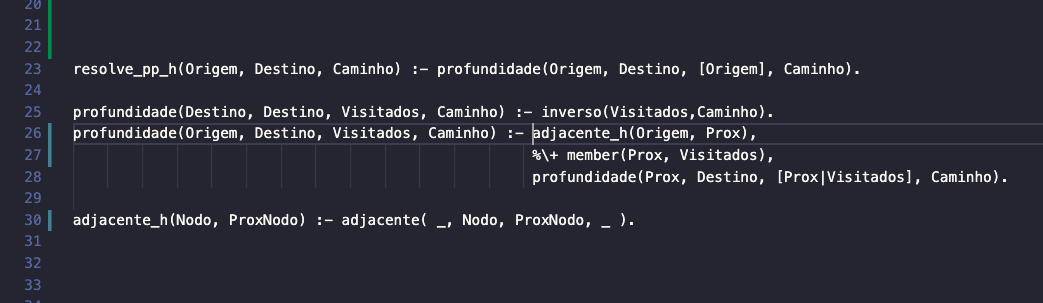 20
21
22
23 resolve_pp_h(Origem, Destino, Caminho) :- profundidade(Origem, Destino, [Origem], Caminho).
24
25 profundidade(Destino, Destino, Visitados, Caminho) :- inverso(Visitados,Caminho).
26 profundidade(Origem, Destino, Visitados, Caminho) :- adjacente_h(Origem, Prox),
27 %\+ member(Prox, Visitados),
28 profundidade(Prox, Destino, [Prox|Visitados], Caminho).
29
30 adjacente_h(Nodo, ProxNodo) :- adjacente( _, Nodo, ProxNodo, _ ).
31
32
33